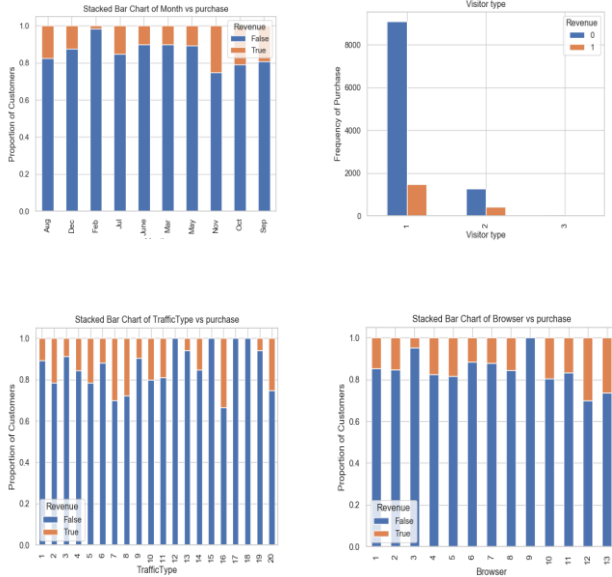 Stacked Bar Chart of Month vs purchase
Proportion of Customers
1.0
0.8
0.6
0.4
0.2
0.0
Revenue
False
True
Aug
Dec
Feb
Jul
June
Mar
May
Nov
Oct
Sep
Visitor type
Frequency of Purchase
8000
6000
4000
2000
0
Revenue
0
1
1
2
3
Visitor type
Stacked Bar Chart of TrafficType vs purchase
Proportion of Customers
1.0
0.8
0.6
0.4
0.2
0.0
Revenue
False
True
1
2
3
4
5
6
7
8
9
10
11
12
13
14
15
16
17
18
19
20
TrafficType
Stacked Bar Chart of Browser vs purchase
Proportion of Customers
1.0
0.8
0.6
0.4
0.2
0.0
Revenue
False
True
1
2
3
4
5
6
7
8
9
10
11
12
13
Browser